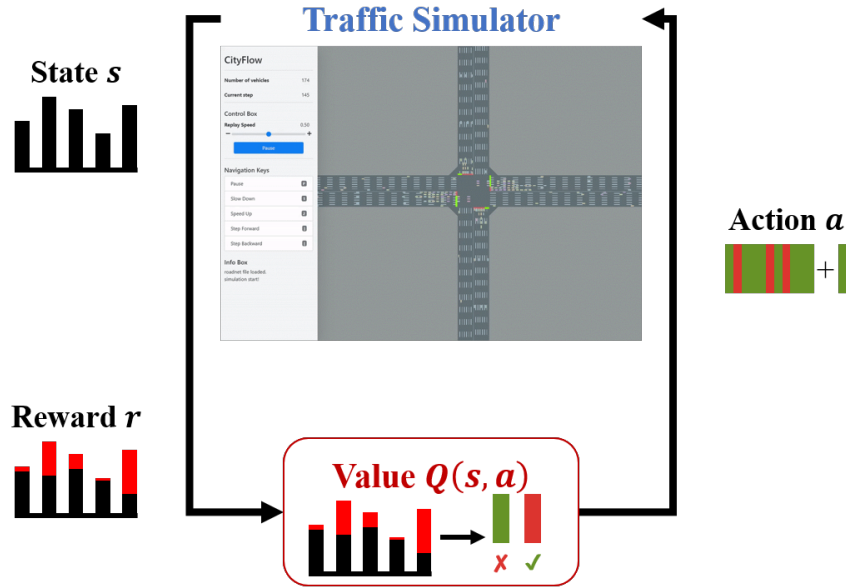 Traffic Simulator
State s
CityFlow
Number of vehicles 174
Current step 145
Control Box
Replay Speed 0.50
− +
Pause
Navigation Keys
Pause
Slow Down
Speed Up
Step Forward
Step Backward
Info Box
roadnet file loaded.
simulation start!
Action a
+
Reward r
Value Q(s, a)
✗ ✓